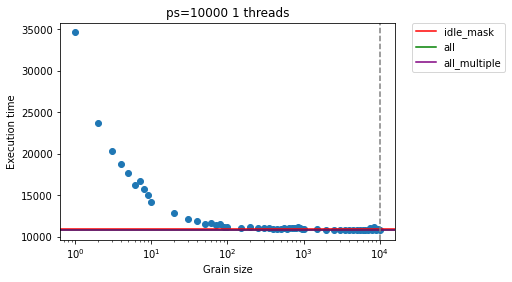 ps=10000 1 threads
idle_mask
all
all_multiple
Execution time
35000
30000
25000
20000
15000
10000
10⁰
10¹
10²
10³
10⁴
Grain size